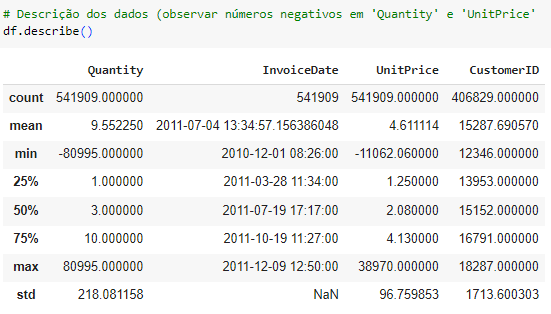 # Descrição dos dados (observar números negativos em 'Quantity' e 'UnitPrice'
df.describe()
Quantity InvoiceDate UnitPrice CustomerID
count 541909.000000 541909 541909.000000 406829.000000
mean 9.552250 2011-07-04 13:34:57.156386048 4.611114 15287.690570
min -80995.000000 2010-12-01 08:26:00 -11062.060000 12346.000000
25% 1.000000 2011-03-28 11:34:00 1.250000 13953.000000
50% 3.000000 2011-07-19 17:17:00 2.080000 15152.000000
75% 10.000000 2011-10-19 11:27:00 4.130000 16791.000000
max 80995.000000 2011-12-09 12:50:00 38970.000000 18287.000000
std 218.081158 NaN 96.759853 1713.600303